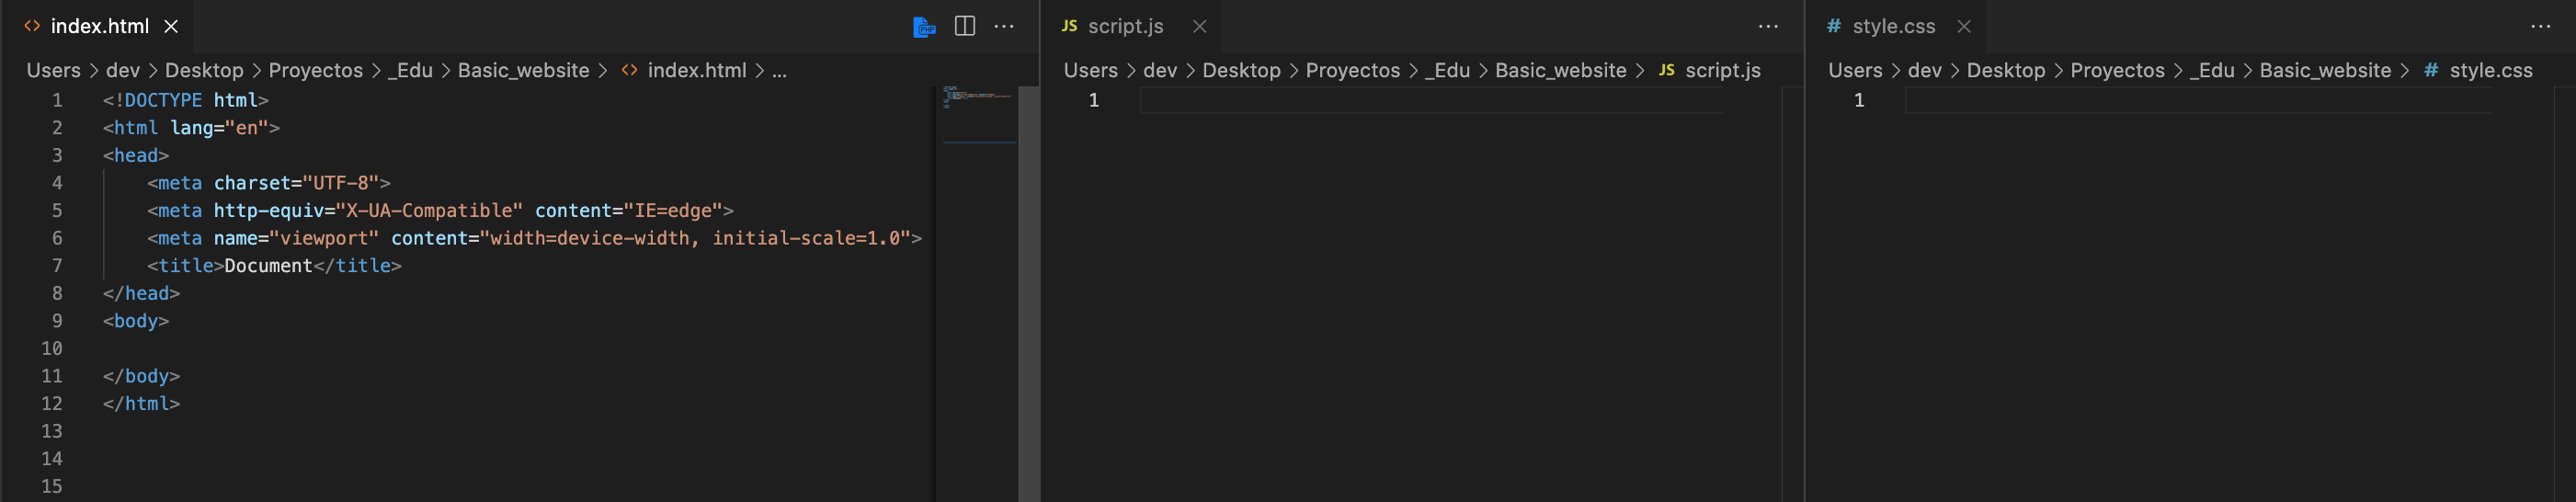 index.html
Users > dev > Desktop > Proyectos > _Edu > Basic_website > <> index.html > ...
1 <!DOCTYPE html>
2 <html lang="en">
3 <head>
4     <meta charset="UTF-8">
5     <meta http-equiv="X-UA-Compatible" content="IE=edge">
6     <meta name="viewport" content="width=device-width, initial-scale=1.0">
7     <title>Document</title>
8 </head>
9 <body>
10
11 </body>
12 </html>
13
14
15
JS script.js
Users > dev > Desktop > Proyectos > _Edu > Basic_website > JS script.js
1
# style.css
Users > dev > Desktop > Proyectos > _Edu > Basic_website > # style.css
1